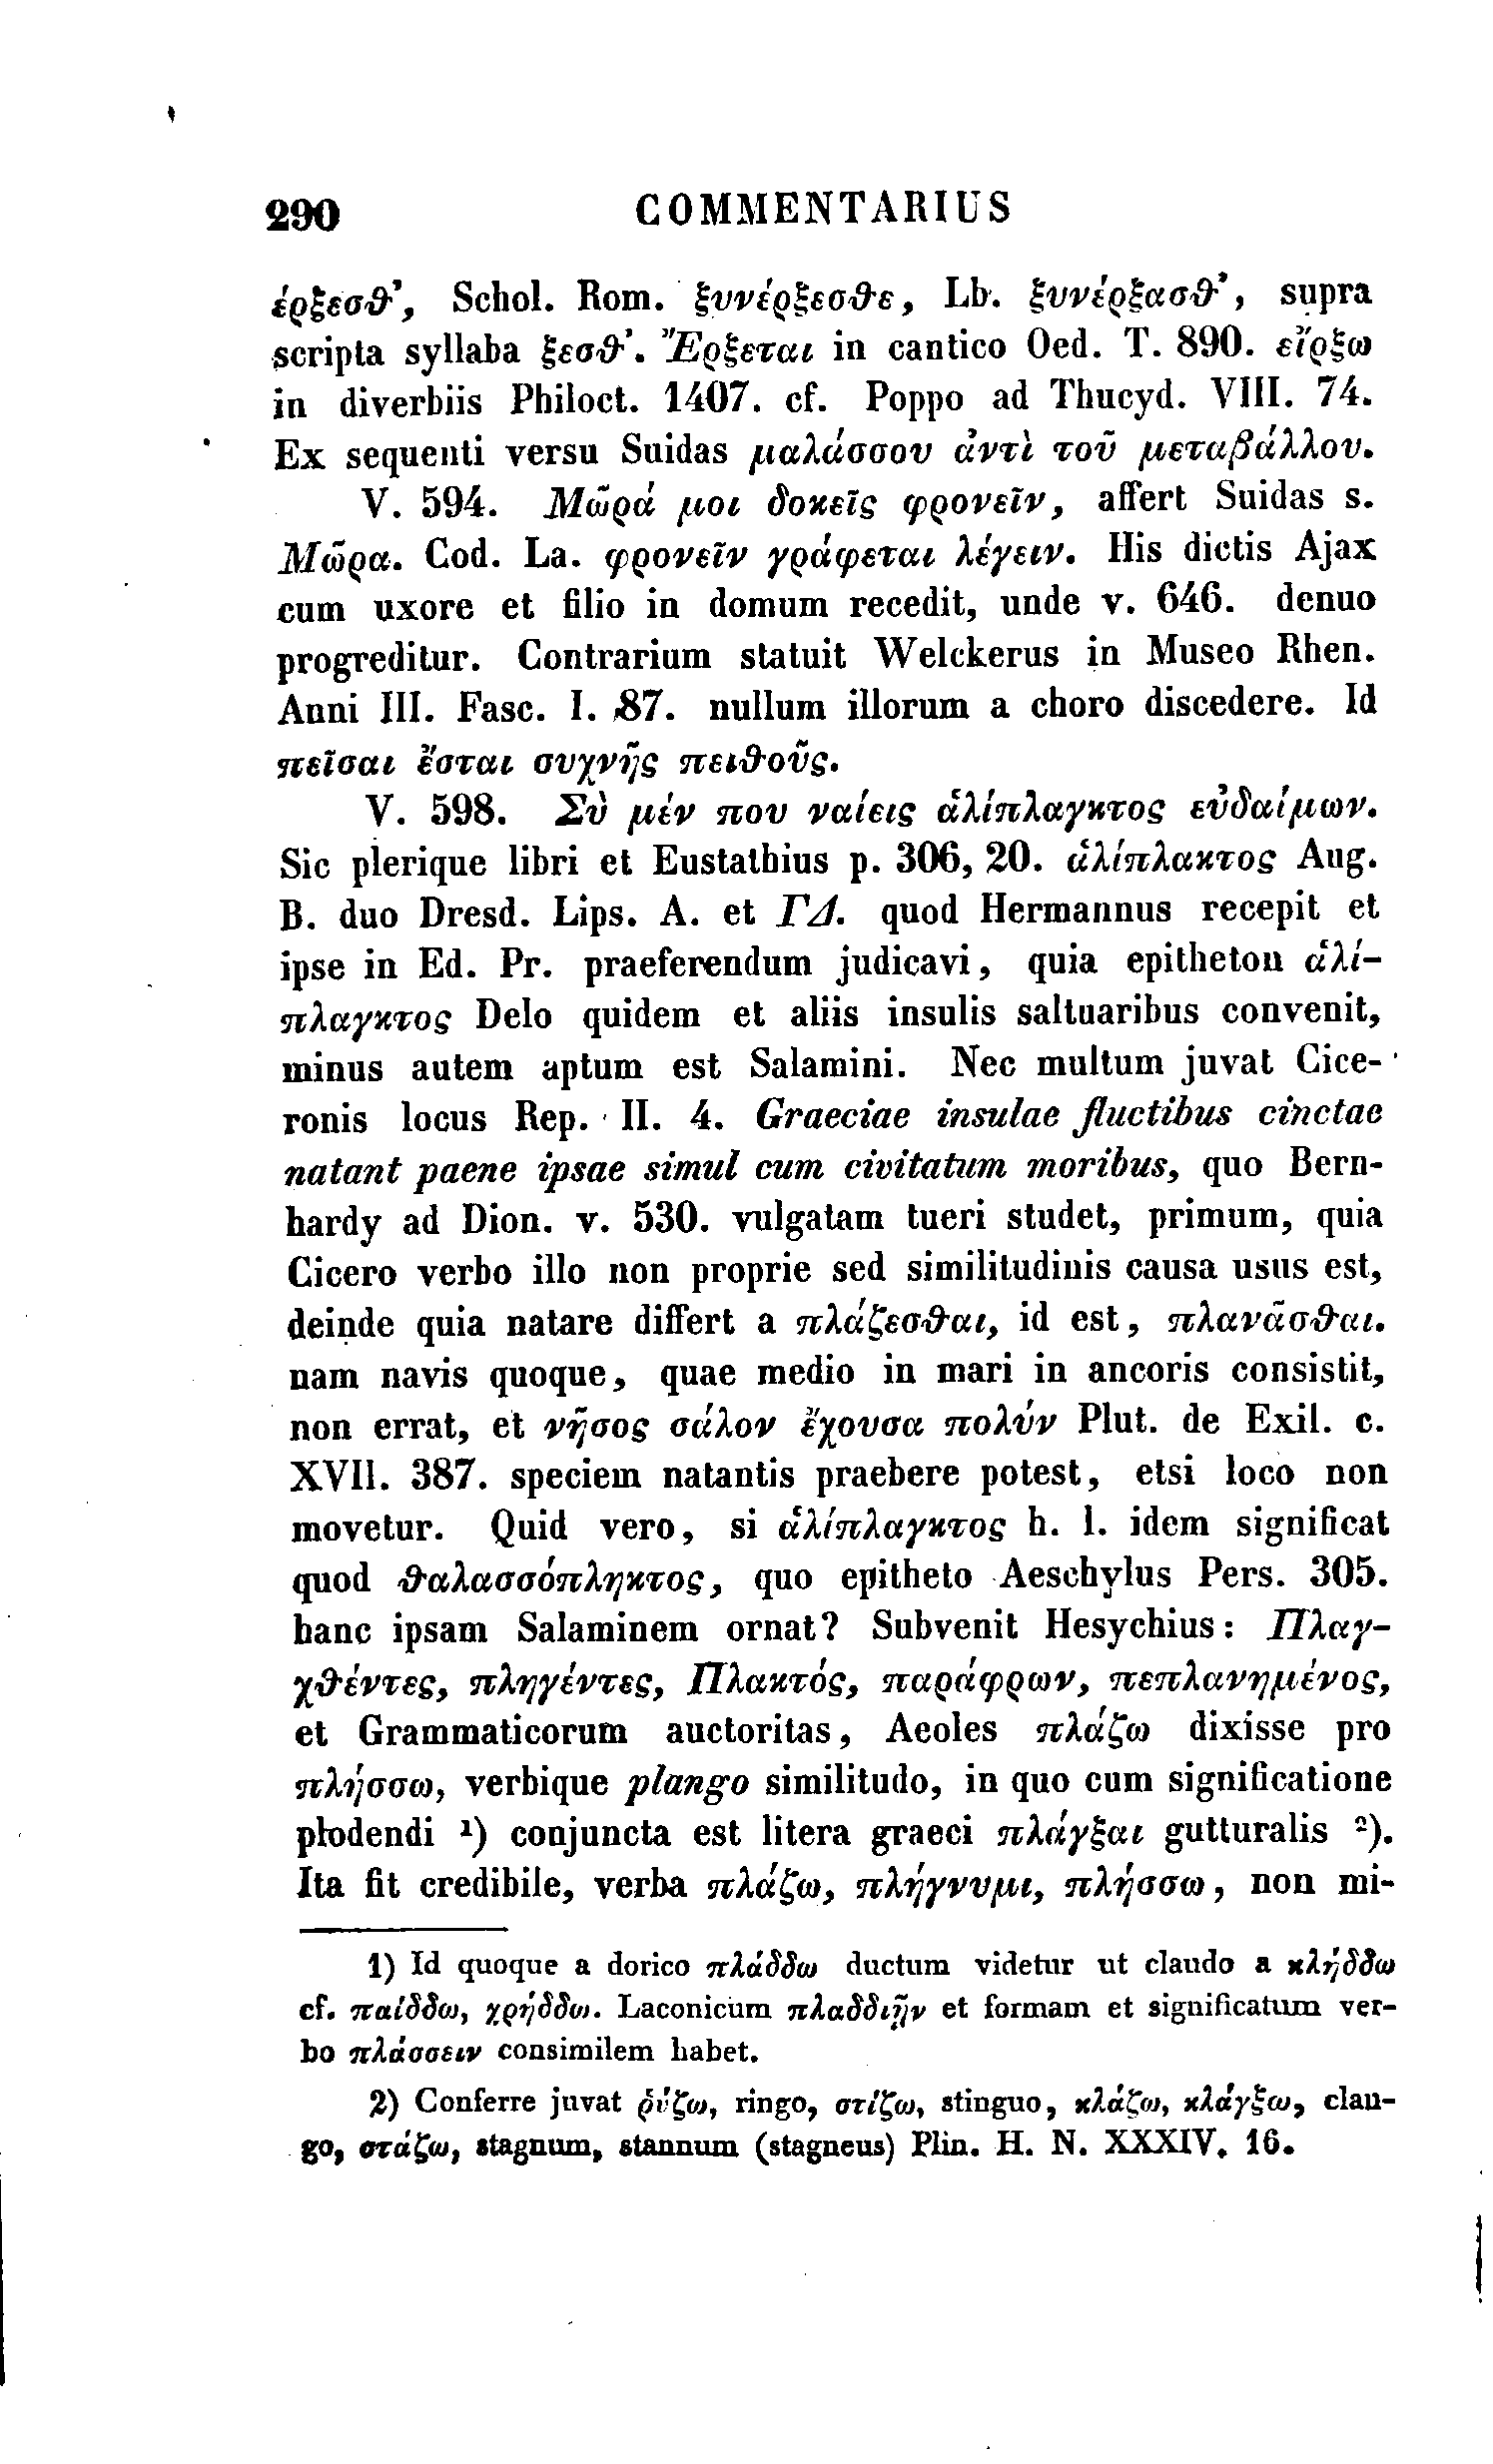 290 COMMENTARIUS
έρξεσθ’, Schol. Rom. ξυνέρξεσθε, Lb. ξυνέρξασθ’, supra
scripta syllaba ξεσθ’. Ἔρξεται in cantico Oed. T. 890. εἴρξω
in diverbiis Philoct. 1407. cf. Poppo ad Thucyd. VIII. 74.
Ex sequenti versu Suidas μαλάσσου ἀντὶ τοῦ μεταβάλλου.
V. 594. Μῶρά μοι δοκεῖς φρονεῖν, affert Suidas s.
Μῶρα. Cod. La. φρονεῖν γράφεται λέγειν. His dictis Ajax
cum uxore et filio in domum recedit, unde v. 646. denuo
progreditur. Contrarium statuit Welckerus in Museo Rhen.
Anni III. Fasc. I. 87. nullum illorum a choro discedere. Id
πεῖσαι ἔσται συχνῆς πειθοῦς.
V. 598. Σὺ μέν που ναίεις ἁλίπλαγκτος εὐδαίμων.
Sic plerique libri et Eustathius p. 306, 20. ἁλίπλακτος Aug.
B. duo Dresd. Lips. A. et ΓΔ. quod Hermannus recepit et
ipse in Ed. Pr. praeferendum judicavi, quia epitheton ἁλί-
πλαγκτος Delo quidem et aliis insulis saltuaribus convenit,
minus autem aptum est Salamini. Nec multum juvat Cice-
ronis locus Rep. II. 4. Graeciae insulae fluctibus cinctae
natant paene ipsae simul cum civitatum moribus, quo Bern-
hardy ad Dion. v. 530. vulgatam tueri studet, primum, quia
Cicero verbo illo non proprie sed similitudinis causa usus est,
deinde quia natare differt a πλάζεσθαι, id est, πλανᾶσθαι.
nam navis quoque, quae medio in mari in ancoris consistit,
non errat, et νῆσος σάλον ἔχουσα πολύν Plut. de Exil. c.
XVII. 387. speciem natantis praebere potest, etsi loco non
movetur. Quid vero, si ἁλίπλαγκτος h. l. idem significat
quod θαλασσόπληκτος, quo epitheto Aeschylus Pers. 305.
hanc ipsam Salaminem ornat? Subvenit Hesychius: Πλαγ-
χθέντες, πληγέντες, Πλακτός, παράφρων, πεπλανημένος,
et Grammaticorum auctoritas, Aeoles πλάζω dixisse pro
πλήσσω, verbique plango similitudo, in quo cum significatione
plodendi ¹) conjuncta est litera graeci πλάγξαι gutturalis ²).
Ita fit credibile, verba πλάζω, πλήγνυμι, πλήσσω, non mi-
1) Id quoque a dorico πλάδδω ductum videtur ut claudo a κλήδδω
cf. παίδδω, χρήδδω. Laconicum πλαδδιῆν et formam et significatum ver-
bo πλάσσειν consimilem habet.
2) Conferre juvat ῥύζω, ringo, στίζω, stinguo, κλάζω, κλάγξω, clan-
go, στάζω, stagnum, stannum (stagneus) Plin. H. N. XXXIV. 16.